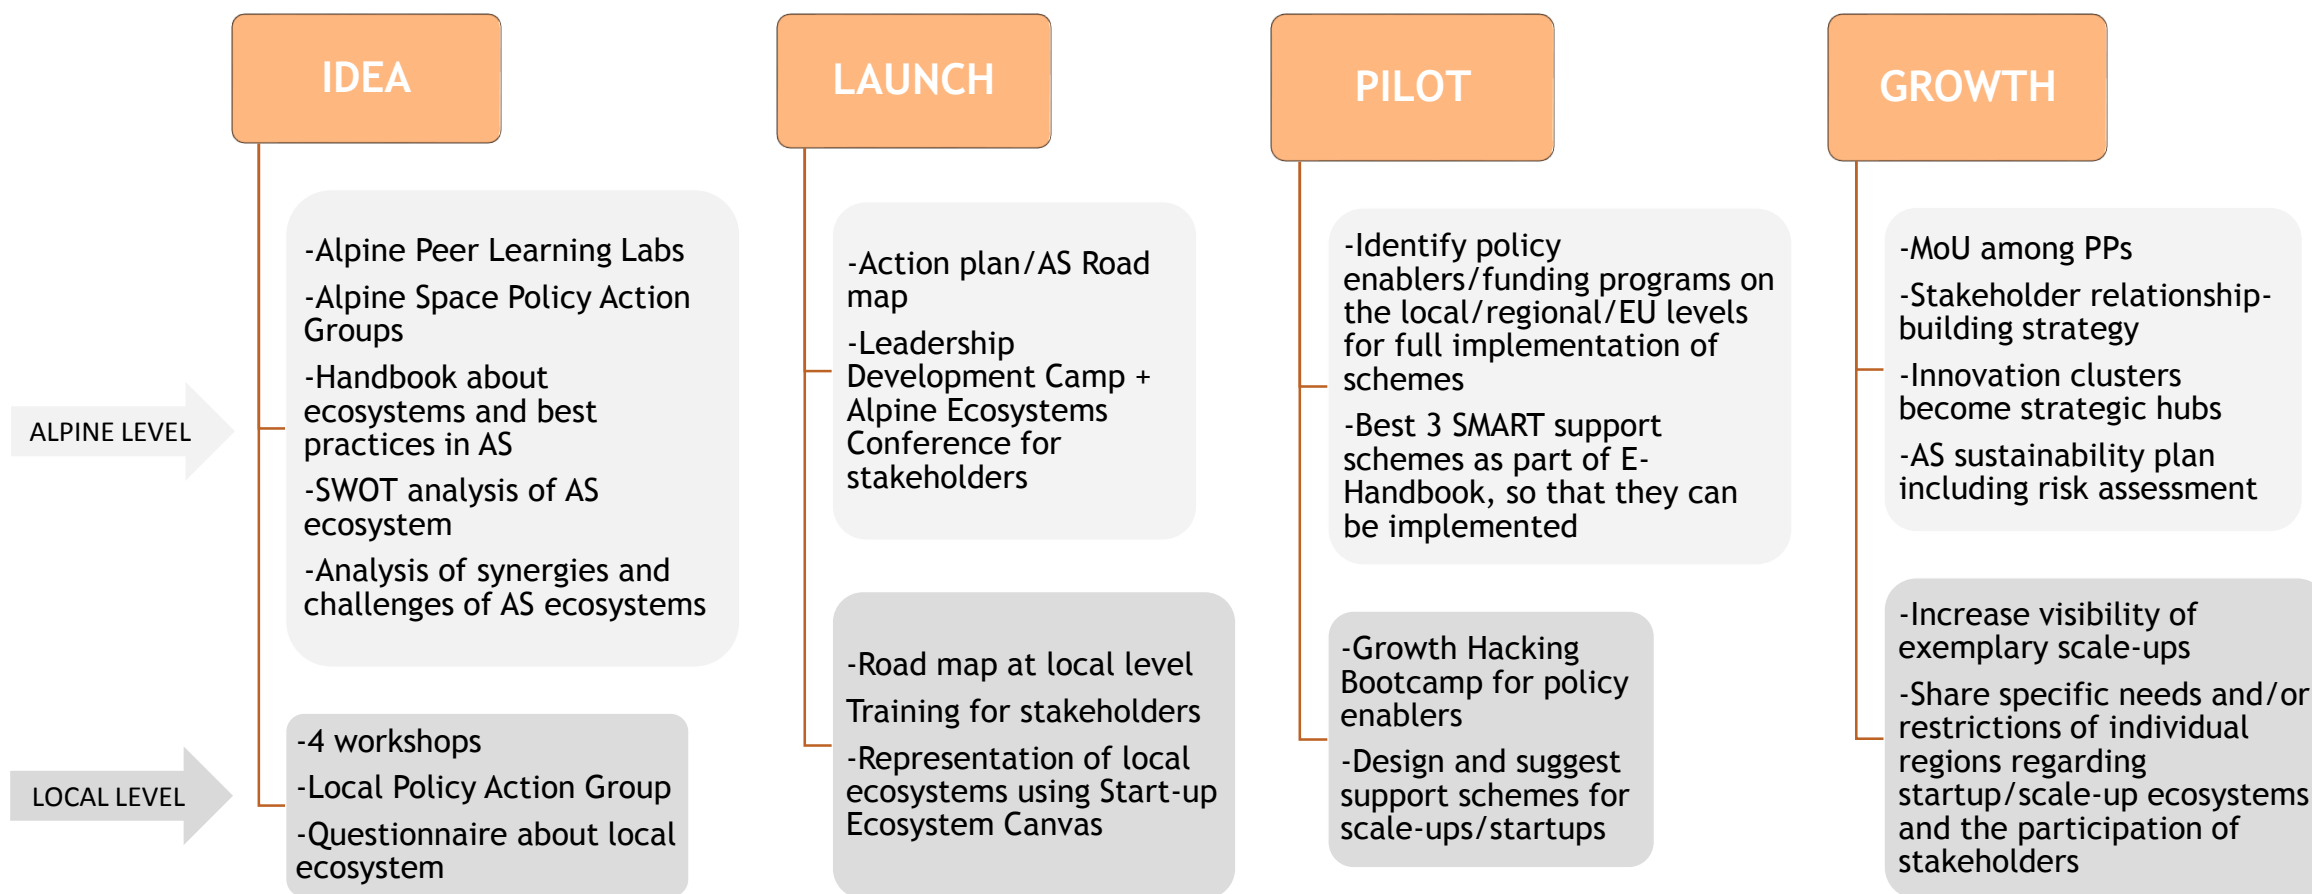 IDEA
LAUNCH
PILOT
GROWTH
ALPINE LEVEL
-Alpine Peer Learning Labs
-Alpine Space Policy Action
Groups
-Handbook about
ecosystems and best
practices in AS
-SWOT analysis of AS
ecosystem
-Analysis of synergies and
challenges of AS ecosystems
-Action plan/AS Road
map
-Leadership
Development Camp +
Alpine Ecosystems
Conference for
stakeholders
-Identify policy
enablers/funding programs on
the local/regional/EU levels
for full implementation of
schemes
-Best 3 SMART support
schemes as part of E-
Handbook, so that they can
be implemented
-MoU among PPs
-Stakeholder relationship-
building strategy
-Innovation clusters
become strategic hubs
-AS sustainability plan
including risk assessment
LOCAL LEVEL
-4 workshops
-Local Policy Action Group
-Questionnaire about local
ecosystem
-Road map at local level
Training for stakeholders
-Representation of local
ecosystems using Start-up
Ecosystem Canvas
-Growth Hacking
Bootcamp for policy
enablers
-Design and suggest
support schemes for
scale-ups/startups
-Increase visibility of
exemplary scale-ups
-Share specific needs and/or
restrictions of individual
regions regarding
startup/scale-up ecosystems
and the participation of
stakeholders